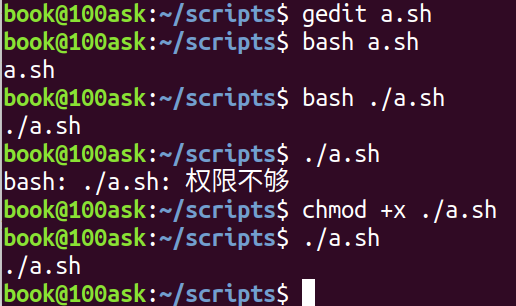 book@100ask:~/scripts$ gedit a.sh
book@100ask:~/scripts$ bash a.sh
a.sh
book@100ask:~/scripts$ bash ./a.sh
./a.sh
book@100ask:~/scripts$ ./a.sh
bash: ./a.sh: 权限不够
book@100ask:~/scripts$ chmod +x ./a.sh
book@100ask:~/scripts$ ./a.sh
./a.sh
book@100ask:~/scripts$